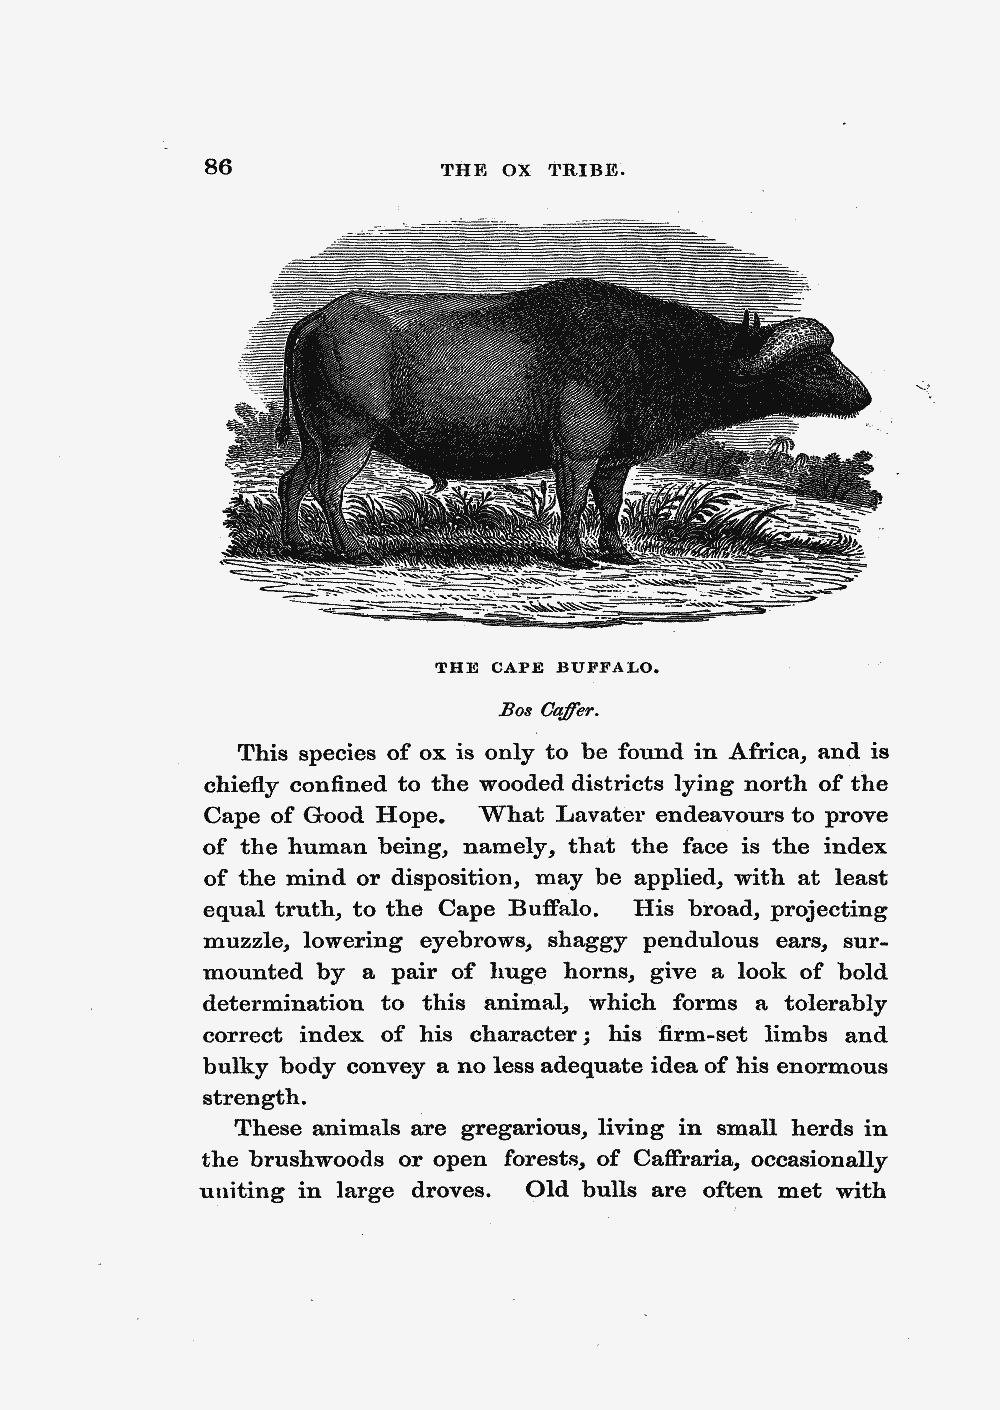 86
THE OX TRIBE.
THE CAPE BUFFALO.
Bos Caffer.
This species of ox is only to be found in Africa, and is
chiefly confined to the wooded districts lying north of the
Cape of Good Hope. What Lavater endeavours to prove
of the human being, namely, that the face is the index
of the mind or disposition, may be applied, with at least
equal truth, to the Cape Buffalo. His broad, projecting
muzzle, lowering eyebrows, shaggy pendulous ears, sur-
mounted by a pair of huge horns, give a look of bold
determination to this animal, which forms a tolerably
correct index of his character; his firm-set limbs and
bulky body convey a no less adequate idea of his enormous
strength.
These animals are gregarious, living in small herds in
the brushwoods or open forests, of Caffraria, occasionally
uniting in large droves. Old bulls are often met with